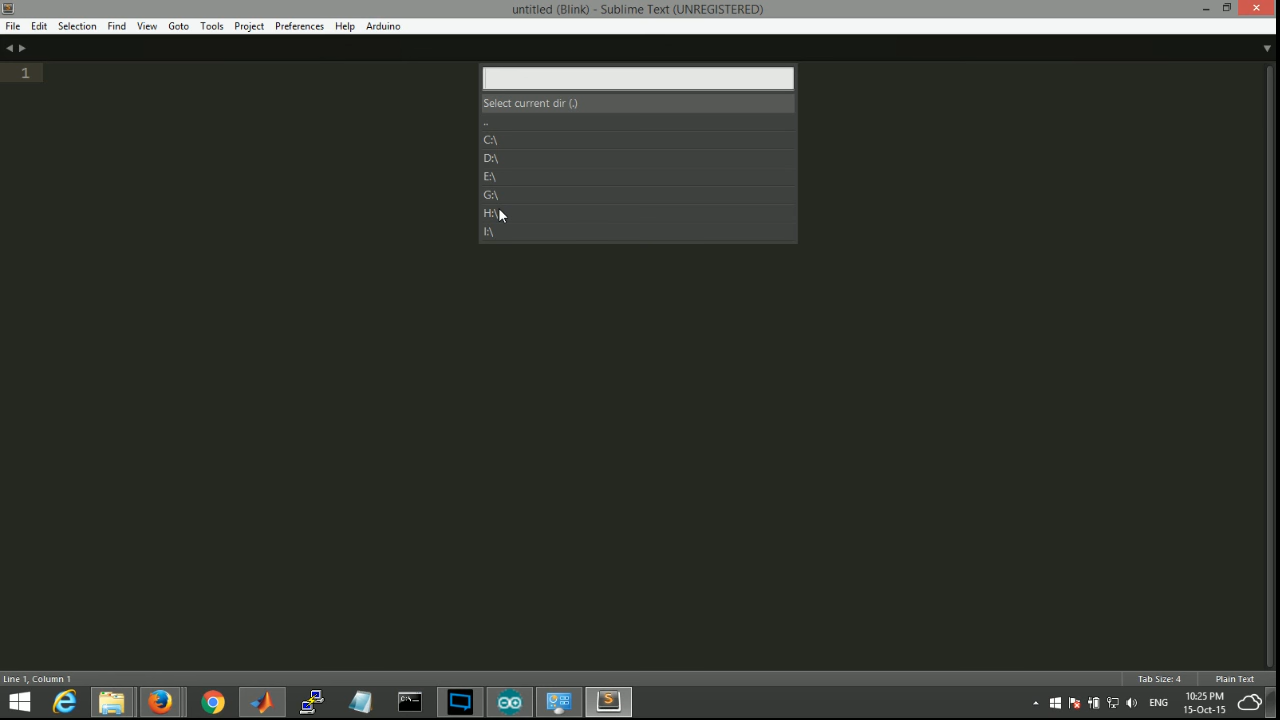 untitled (Blink) - Sublime Text (UNREGISTERED)
File Edit Selection Find View Goto Tools Project Preferences Help Arduino
1
Select current dir (.)
..
C:\
D:\
E:\
G:\
H:\
I:\
Line 1, Column 1
Tab Size: 4
Plain Text
C:\
S
ENG
10:25 PM
15-Oct-15